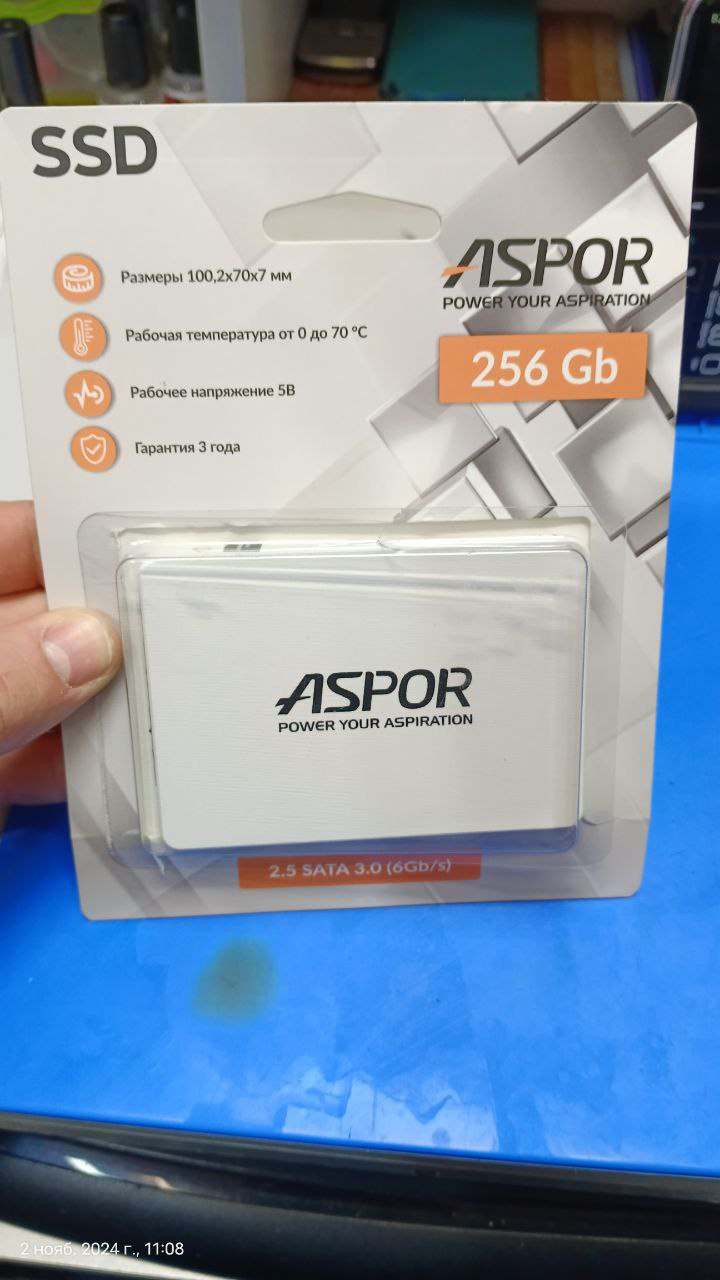 SSD
ASPOR
POWER YOUR ASPIRATION
256 Gb
Размеры 100,2х70х7 мм
Рабочая температура от 0 до 70 °C
Рабочее напряжение 5В
Гарантия 3 года
ASPOR
POWER YOUR ASPIRATION
2.5 SATA 3.0 (6Gb/s)
2 нояб. 2024 г., 11:08